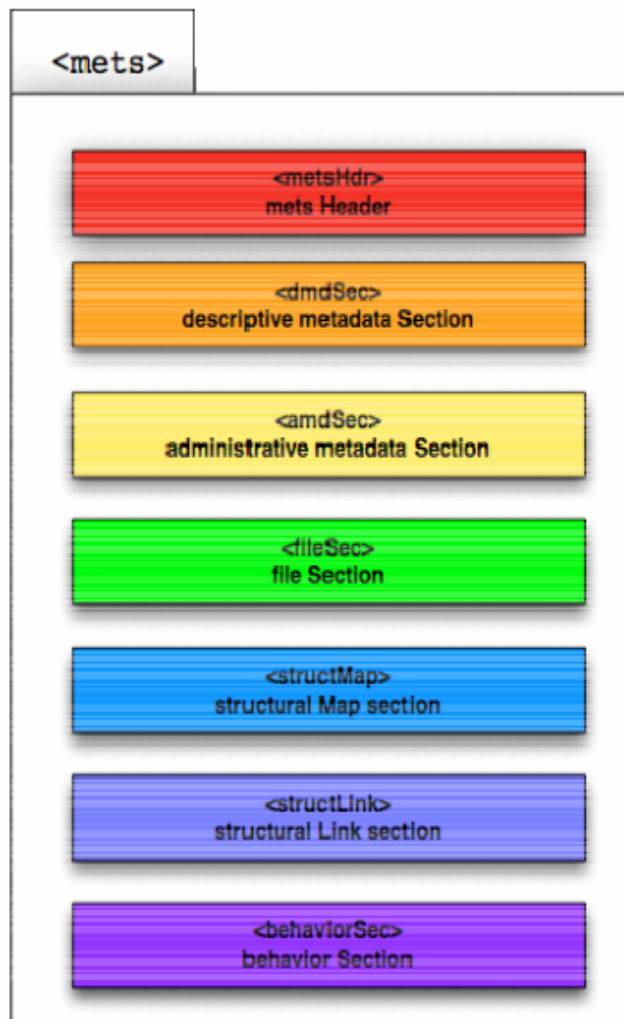 <mets>
<metsHdr>
mets Header
<dmdSec>
descriptive metadata Section
<amdSec>
administrative metadata Section
<fileSec>
file Section
<structMap>
structural Map section
<structLink>
structural Link section
<behaviorSec>
behavior Section